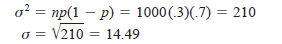 σ² = np(1 − p) = 1000(.3)(.7) = 210
σ = √210 = 14.49